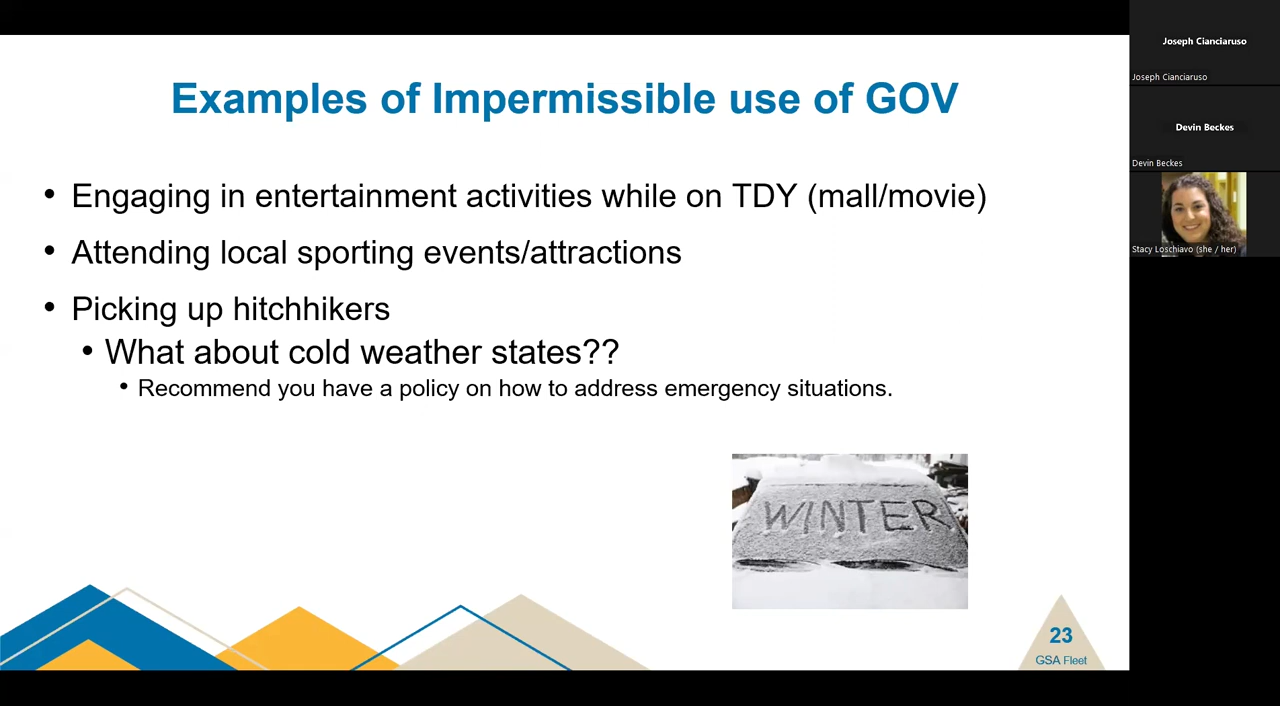 Examples of Impermissible use of GOV
• Engaging in entertainment activities while on TDY (mall/movie)
• Attending local sporting events/attractions
• Picking up hitchhikers
• What about cold weather states??
• Recommend you have a policy on how to address emergency situations.
WINTER
23
GSA Fleet
Joseph Cianciaruso
Joseph Cianciaruso
Devin Beckes
Devin Beckes
Stacy Loschiavo (she / her)